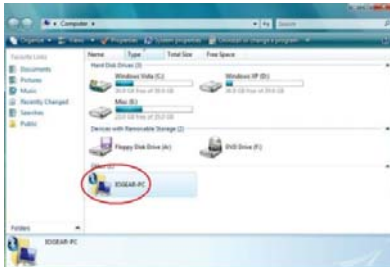 Computer
Search
Organize Views Properties System properties Uninstall or change a program
Favorite Links
Name Type Total Size Free Space
Documents
Pictures
Music
Recently Changed
Searches
Public
Hard Disk Drives (3)
Windows Vista (C:)
Windows XP (D:)
Misc (E:)
Devices with Removable Storage (2)
Floppy Disk Drive (A:)
DVD Drive (F:)
IOGEAR-PC
Folders
IOGEAR-PC